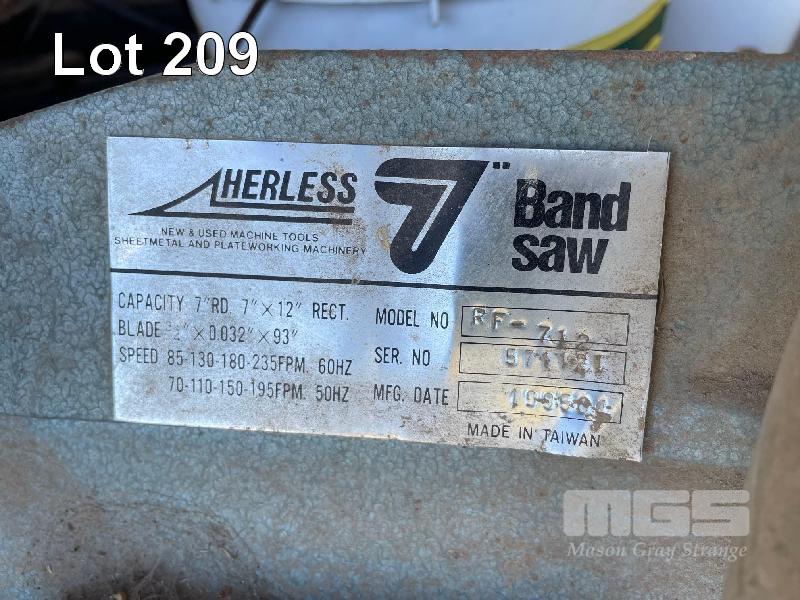 Lot 209
HERLESS
7" Band saw
NEW & USED MACHINE TOOLS
SHEETMETAL AND PLATEWORKING MACHINERY
CAPACITY 7"RD. 7"×12" RECT.
BLADE ×0.032"×93"
SPEED 85-130-180-235FPM. 60HZ
70-110-150-195FPM. 50HZ
MODEL NO RF-712
SER. NO
MFG. DATE
MADE IN TAIWAN
MGS
Mason Gray Strange